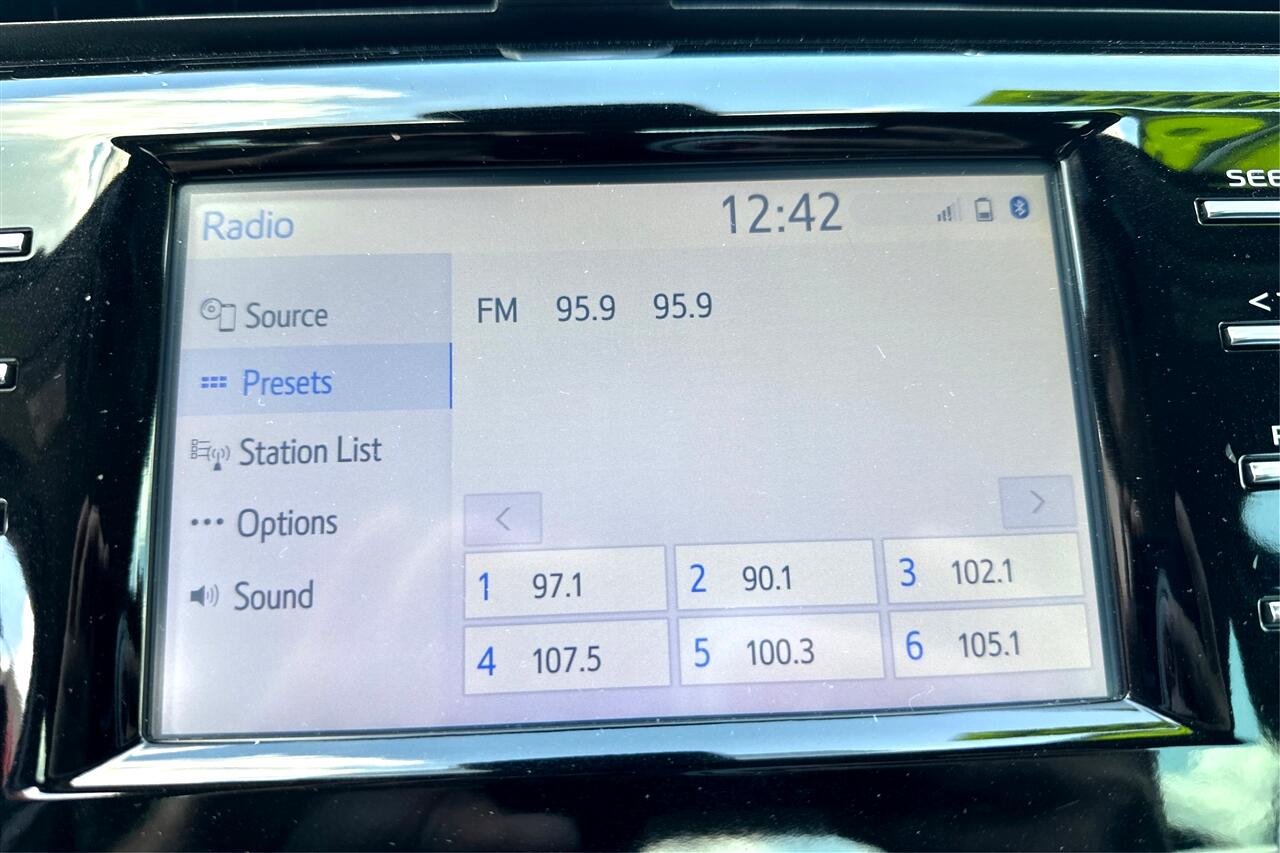 Radio 12:42
SEE
Source
FM 95.9 95.9
Presets
Station List
Options
Sound
<
>
1 97.1
2 90.1
3 102.1
4 107.5
5 100.3
6 105.1